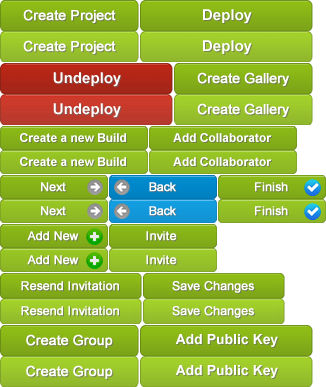 Create Project Deploy
Create Project Deploy
Undeploy Create Gallery
Undeploy Create Gallery
Create a new Build Add Collaborator
Create a new Build Add Collaborator
Next Back Finish
Next Back Finish
Add New Invite
Add New Invite
Resend Invitation Save Changes
Resend Invitation Save Changes
Create Group Add Public Key
Create Group Add Public Key